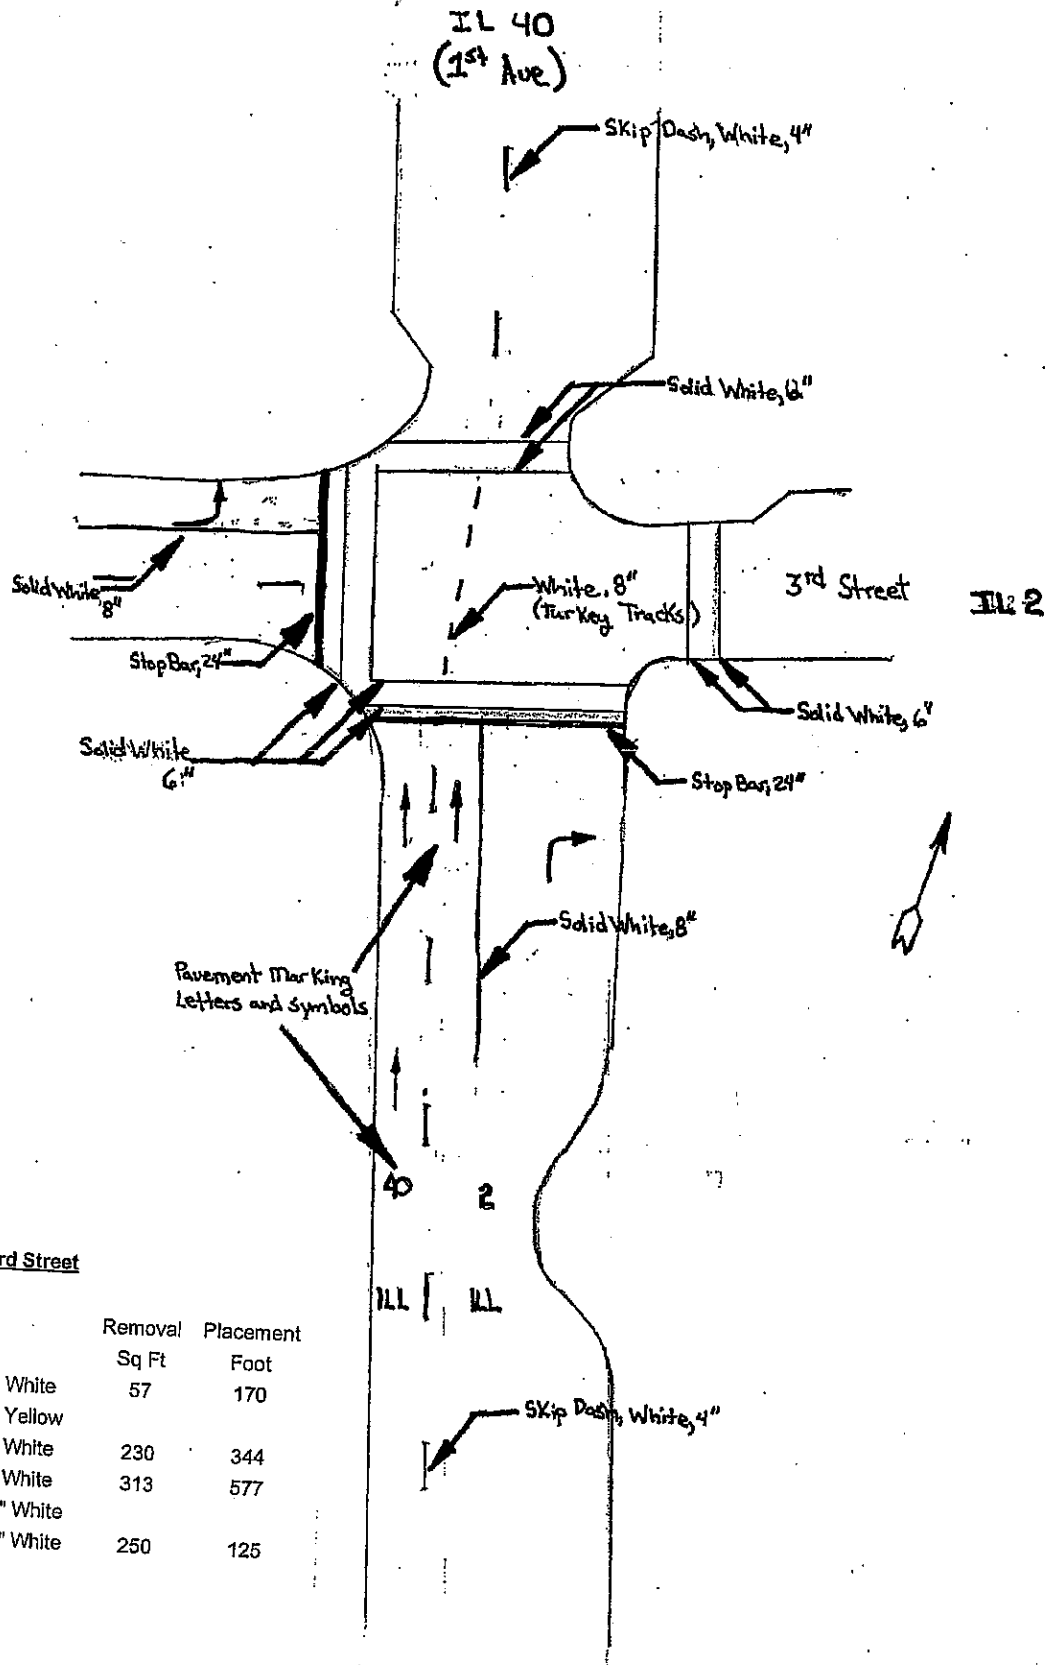 IL 40
(1st Ave)
Skip Dash, White, 4"
Solid White, 6"
Solid White
8"
3rd Street
IL 2
White, 8"
(Turkey Tracks)
Stop Bar, 24"
Solid White, 6"
Solid White
6"
Stop Bar, 24"
Solid White, 8"
Pavement Marking
Letters and Symbols
40 2
ILL ILL
rd Street
Removal Placement
Sq Ft Foot
White 57 170
Yellow
White 230 344
White 313 577
" White
" White 250 125
Skip Dash, White, 4"